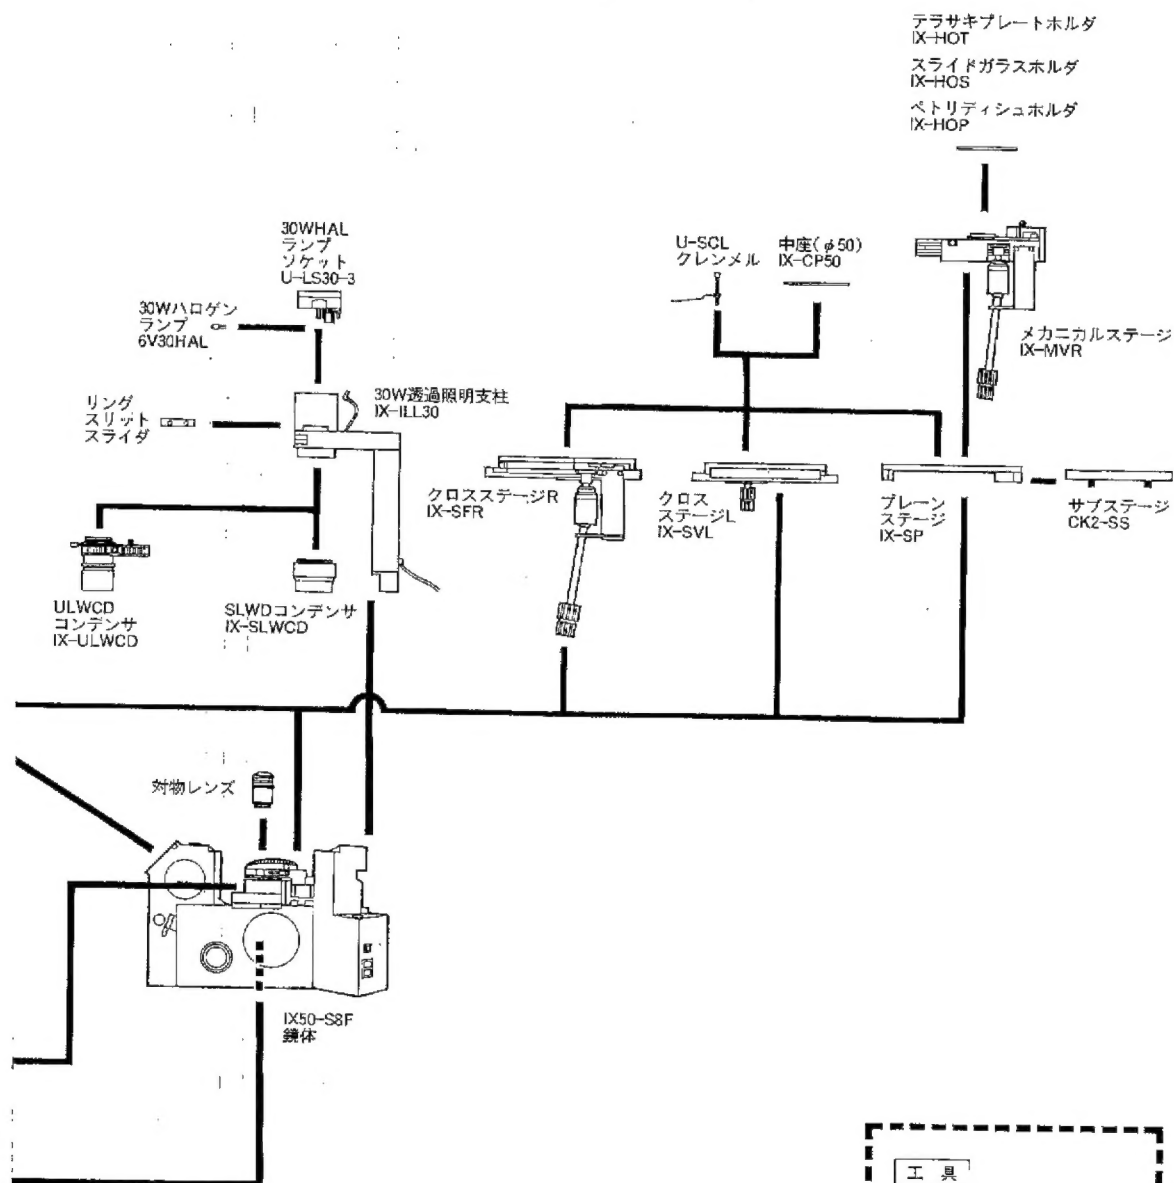 テラサキプレートホルダ
IX-HOT
スライドガラスホルダ
IX-HOS
ペトリディシュホルダ
IX-HOP
30WHAL
ランプ
ソケット
U-LS30-3
U-SCL
クレンメル
中座(φ50)
IX-CP50
30Wハロゲン
ランプ
6V30HAL
メカニカルステージ
IX-MVR
リング
スリット
スライダ
30W透過照明支柱
IX-ILL30
クロスステージR
IX-SFR
クロス
ステージL
IX-SVL
プレーン
ステージ
IX-SP
サブステージ
CK2-SS
ULWCD
コンデンサ
IX-ULWCD
SLWDコンデンサ
IX-SLWCD
対物レンズ
IX50-S8F
鏡体
工 具